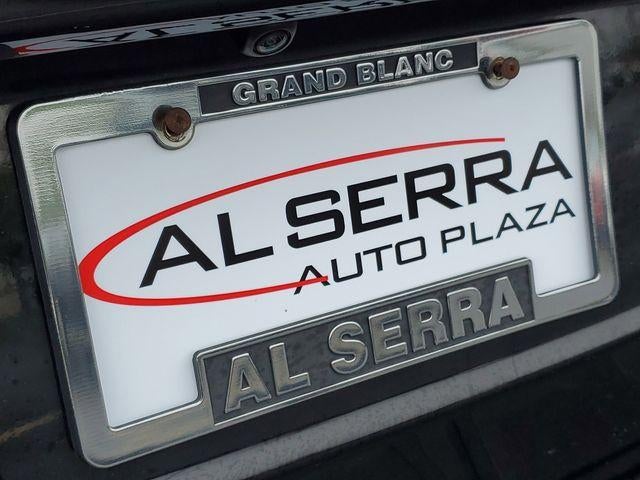 GRAND BLANC
AL SERRA
AUTO PLAZA
AL SERRA